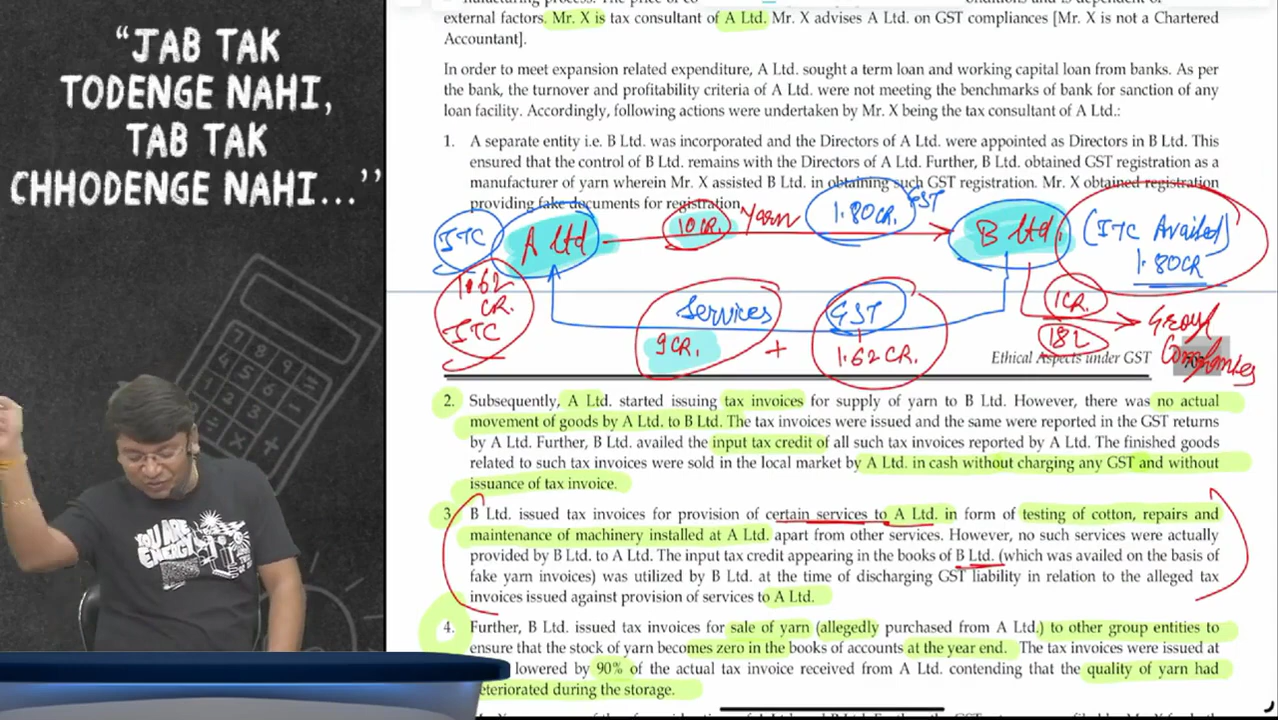 “JAB TAK
TODENGE NAHI,
TAB TAK
CHHODENGE NAHI...’’
external factors. Mr. X is tax consultant of A Ltd. Mr. X advises A Ltd. on GST compliances [Mr. X is not a Chartered
Accountant].
In order to meet expansion related expenditure, A Ltd. sought a term loan and working capital loan from banks. As per
the bank, the turnover and profitability criteria of A Ltd. were not meeting the benchmarks of bank for sanction of any
loan facility. Accordingly, following actions were undertaken by Mr. X being the tax consultant of A Ltd.:
1. A separate entity i.e. B Ltd. was incorporated and the Directors of A Ltd. were appointed as Directors in B Ltd. This
ensured that the control of B Ltd. remains with the Directors of A Ltd. Further, B Ltd. obtained GST registration as a
manufacturer of yarn wherein Mr. X assisted B Ltd. in obtaining such GST registration. Mr. X obtained registration
providing fake documents for registration.
ITC A Ltd 10 CR. Yarn 1.80 CR. GST B Ltd. (ITC Availed)
1.80 CR
1.62
CR.
ITC
Services GST
9 CR. + 1.62 CR.
1 CR.
18 L
Group
Companies
Ethical Aspects under GST
2. Subsequently, A Ltd. started issuing tax invoices for supply of yarn to B Ltd. However, there was no actual
movement of goods by A Ltd. to B Ltd. The tax invoices were issued and the same were reported in the GST returns
by A Ltd. Further, B Ltd. availed the input tax credit of all such tax invoices reported by A Ltd. The finished goods
related to such tax invoices were sold in the local market by A Ltd. in cash without charging any GST and without
issuance of tax invoice.
3. B Ltd. issued tax invoices for provision of certain services to A Ltd. in form of testing of cotton, repairs and
maintenance of machinery installed at A Ltd. apart from other services. However, no such services were actually
provided by B Ltd. to A Ltd. The input tax credit appearing in the books of B Ltd. (which was availed on the basis of
fake yarn invoices) was utilized by B Ltd. at the time of discharging GST liability in relation to the alleged tax
invoices issued against provision of services to A Ltd.
4. Further, B Ltd. issued tax invoices for sale of yarn (allegedly purchased from A Ltd.) to other group entities to
ensure that the stock of yarn becomes zero in the books of accounts at the year end. The tax invoices were issued at
lowered by 90% of the actual tax invoice received from A Ltd. contending that the quality of yarn had
deteriorated during the storage.
YOU ARE
ENERGY